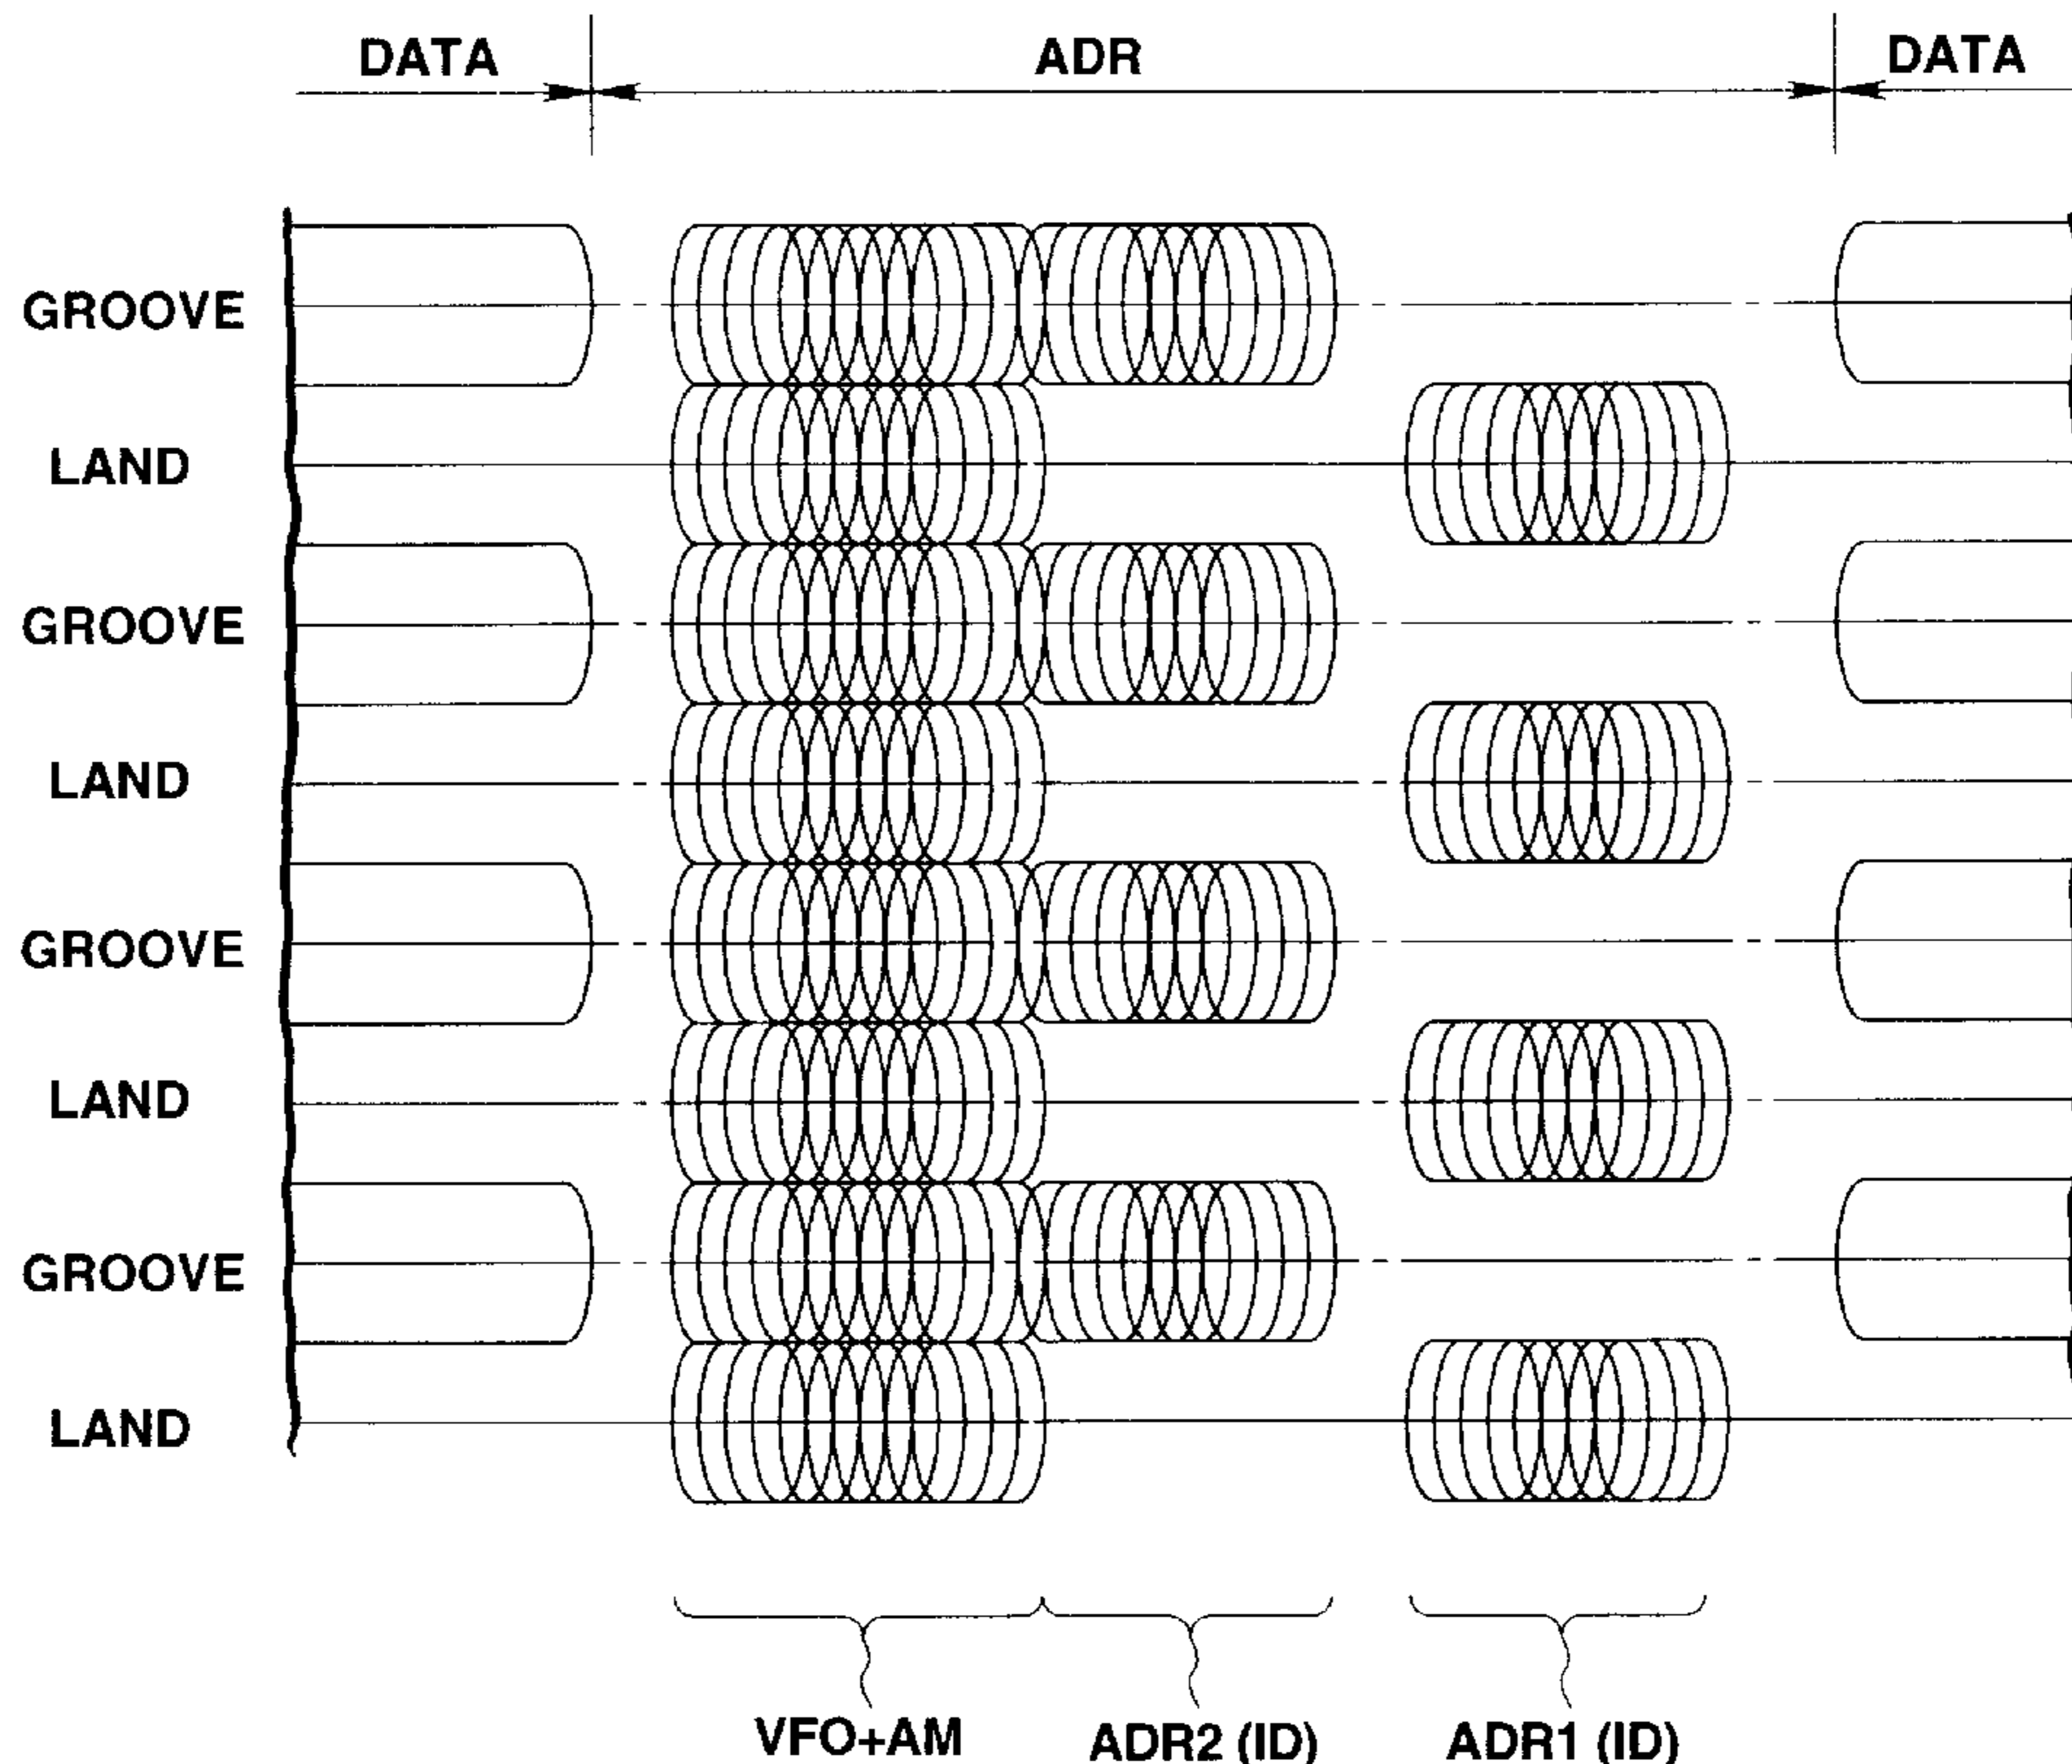 DATA ADR DATA
GROOVE
LAND
GROOVE
LAND
GROOVE
LAND
GROOVE
LAND
VFO+AM ADR2 (ID) ADR1 (ID)